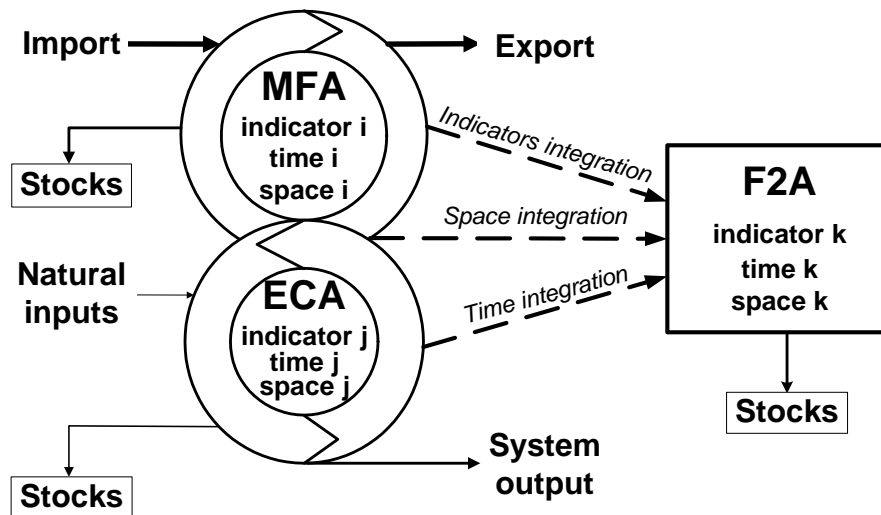 Import
Export
MFA
indicator i
time i
space i
Stocks
Indicators integration
Space integration
Time integration
F2A
indicator k
time k
space k
Stocks
Natural
inputs
ECA
indicator j
time j
space j
Stocks
System
output